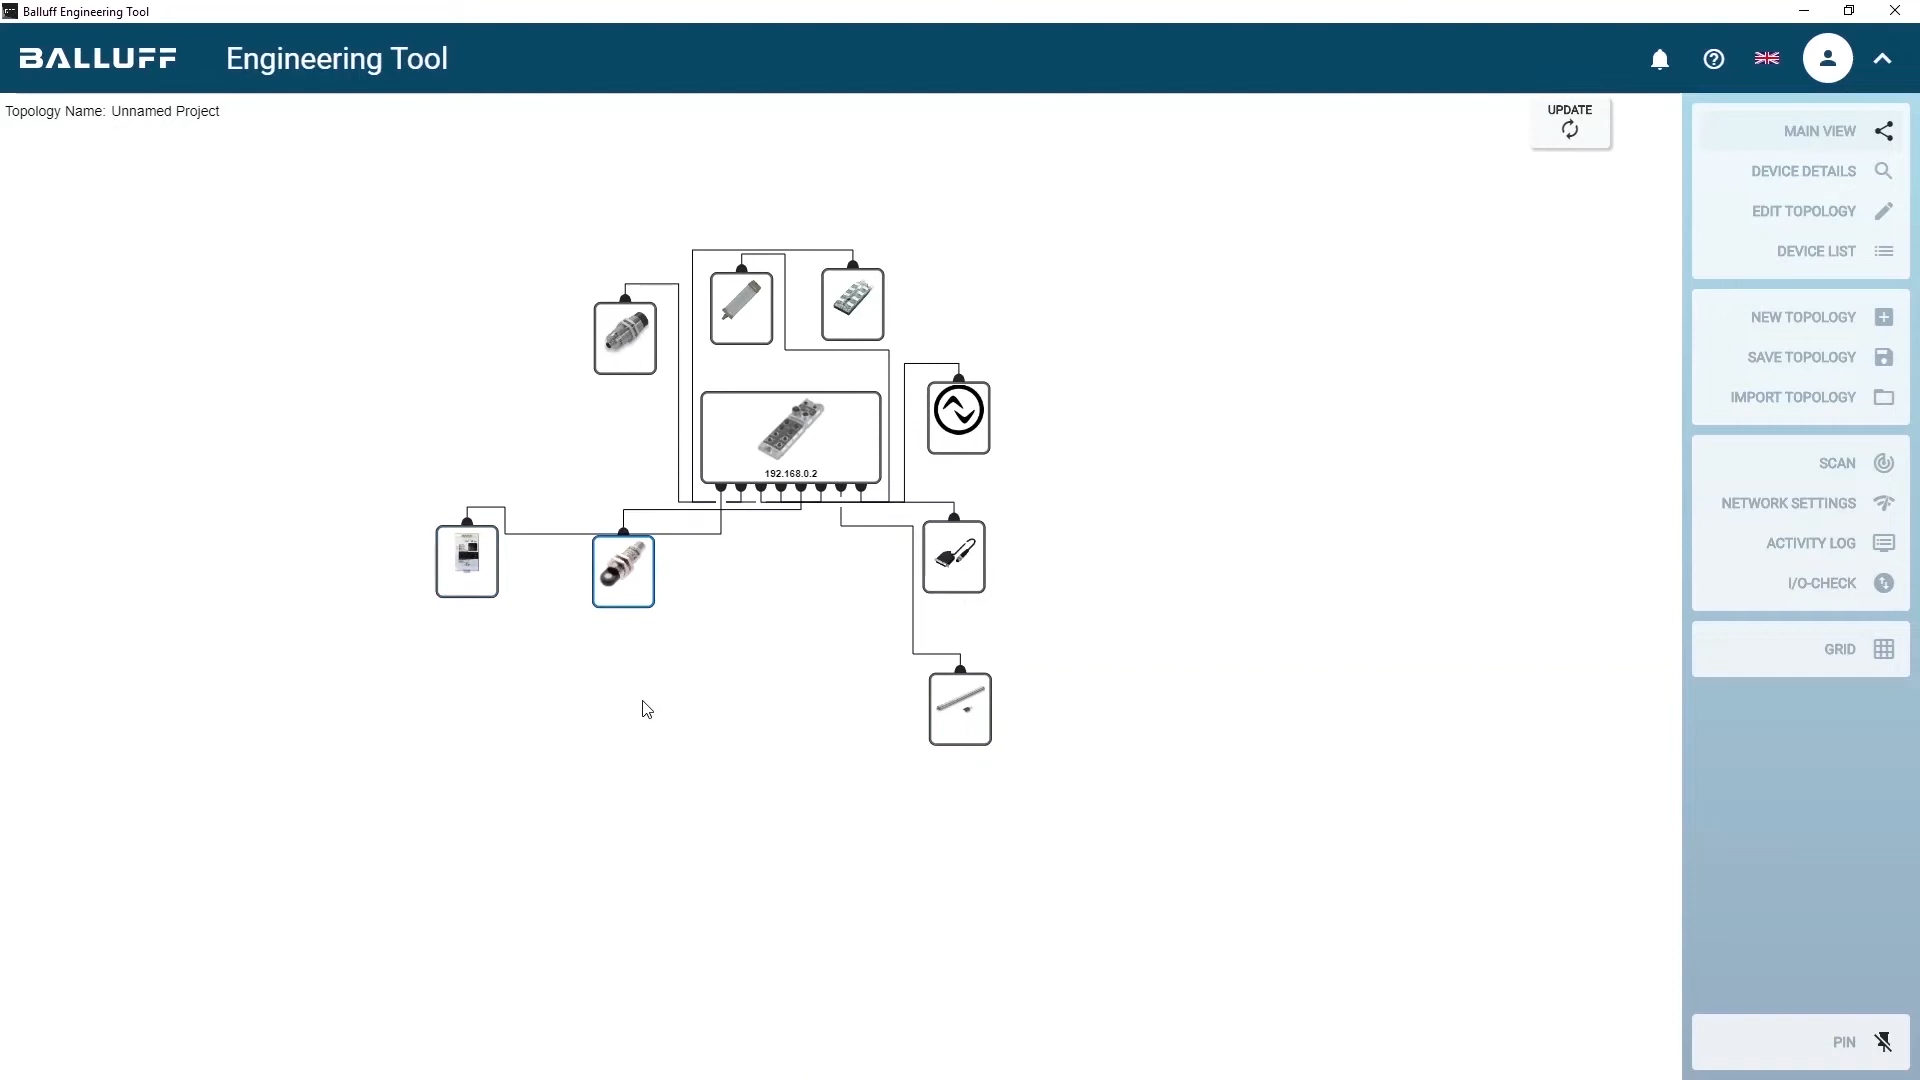 Balluff Engineering Tool
BALLUFF
Engineering Tool
Topology Name: Unnamed Project
UPDATE
MAIN VIEW
DEVICE DETAILS
EDIT TOPOLOGY
DEVICE LIST
NEW TOPOLOGY
SAVE TOPOLOGY
IMPORT TOPOLOGY
SCAN
NETWORK SETTINGS
ACTIVITY LOG
I/O-CHECK
GRID
192.168.0.2
PIN